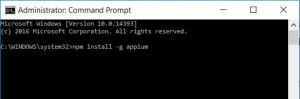 Administrator: Command Prompt
Microsoft Windows [Version 10.0.14393]
(c) 2016 Microsoft Corporation. All rights reserved.
C:\WINDOWS\system32>npm install -g appium